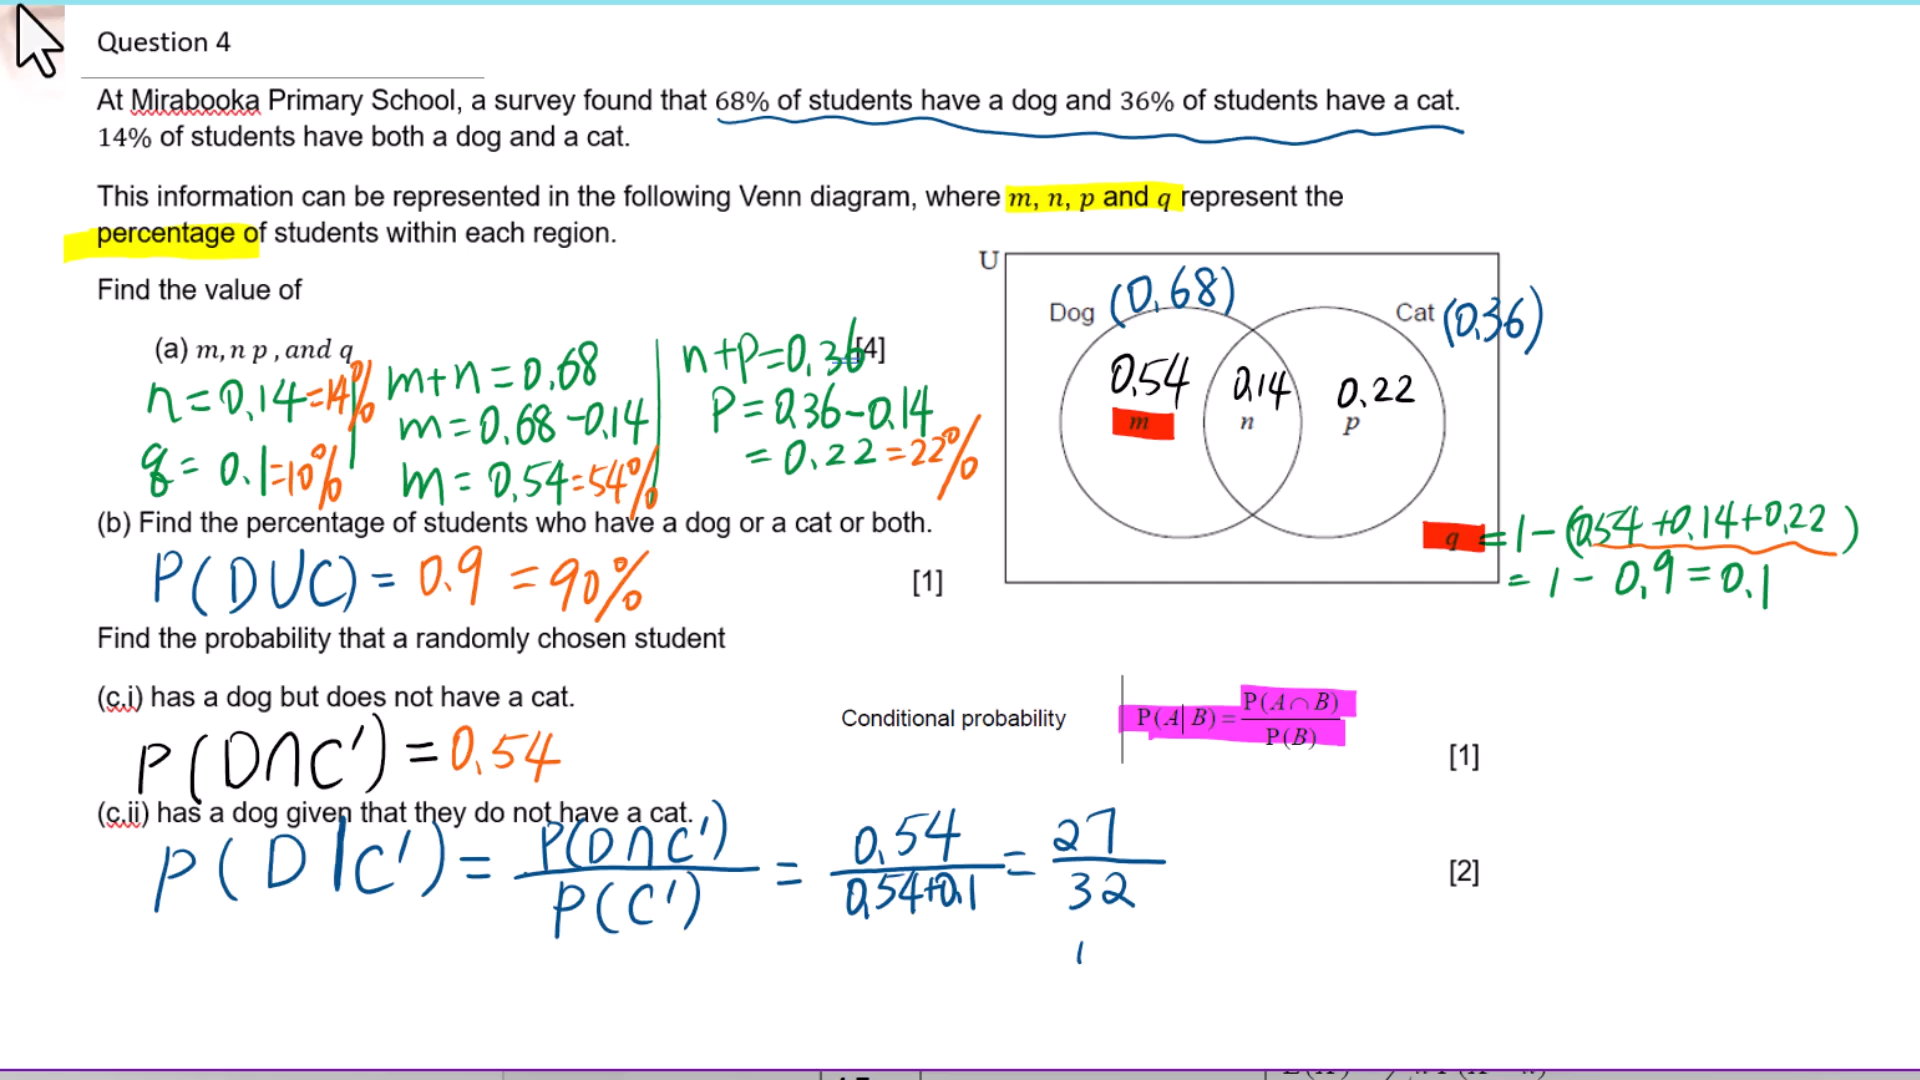 Question 4
At Mirabooka Primary School, a survey found that 68% of students have a dog and 36% of students have a cat.
14% of students have both a dog and a cat.
This information can be represented in the following Venn diagram, where m, n, p and q represent the
percentage of students within each region.
Find the value of
(a) m, n p , and q
[4]
n = 0.14 = 14%
q = 0.1 = 10%
m + n = 0.68
m = 0.68 - 0.14
m = 0.54 = 54%
n + p = 0.36
p = 0.36 - 0.14
= 0.22 = 22%
U
Dog (0.68)
Cat (0.36)
0.54 0.14 0.22
m n p
q = 1 - (0.54 + 0.14 + 0.22)
= 1 - 0.9 = 0.1
(b) Find the percentage of students who have a dog or a cat or both.
P(D∪C) = 0.9 = 90%
[1]
Find the probability that a randomly chosen student
(c.i) has a dog but does not have a cat.
Conditional probability P(A| B) = P(A∩B) / P(B)
[1]
P(D∩C') = 0.54
(c.ii) has a dog given that they do not have a cat.
P(D|C') = P(D∩C') / P(C') = 0.54 / 0.54+0.1 = 27 / 32
[2]